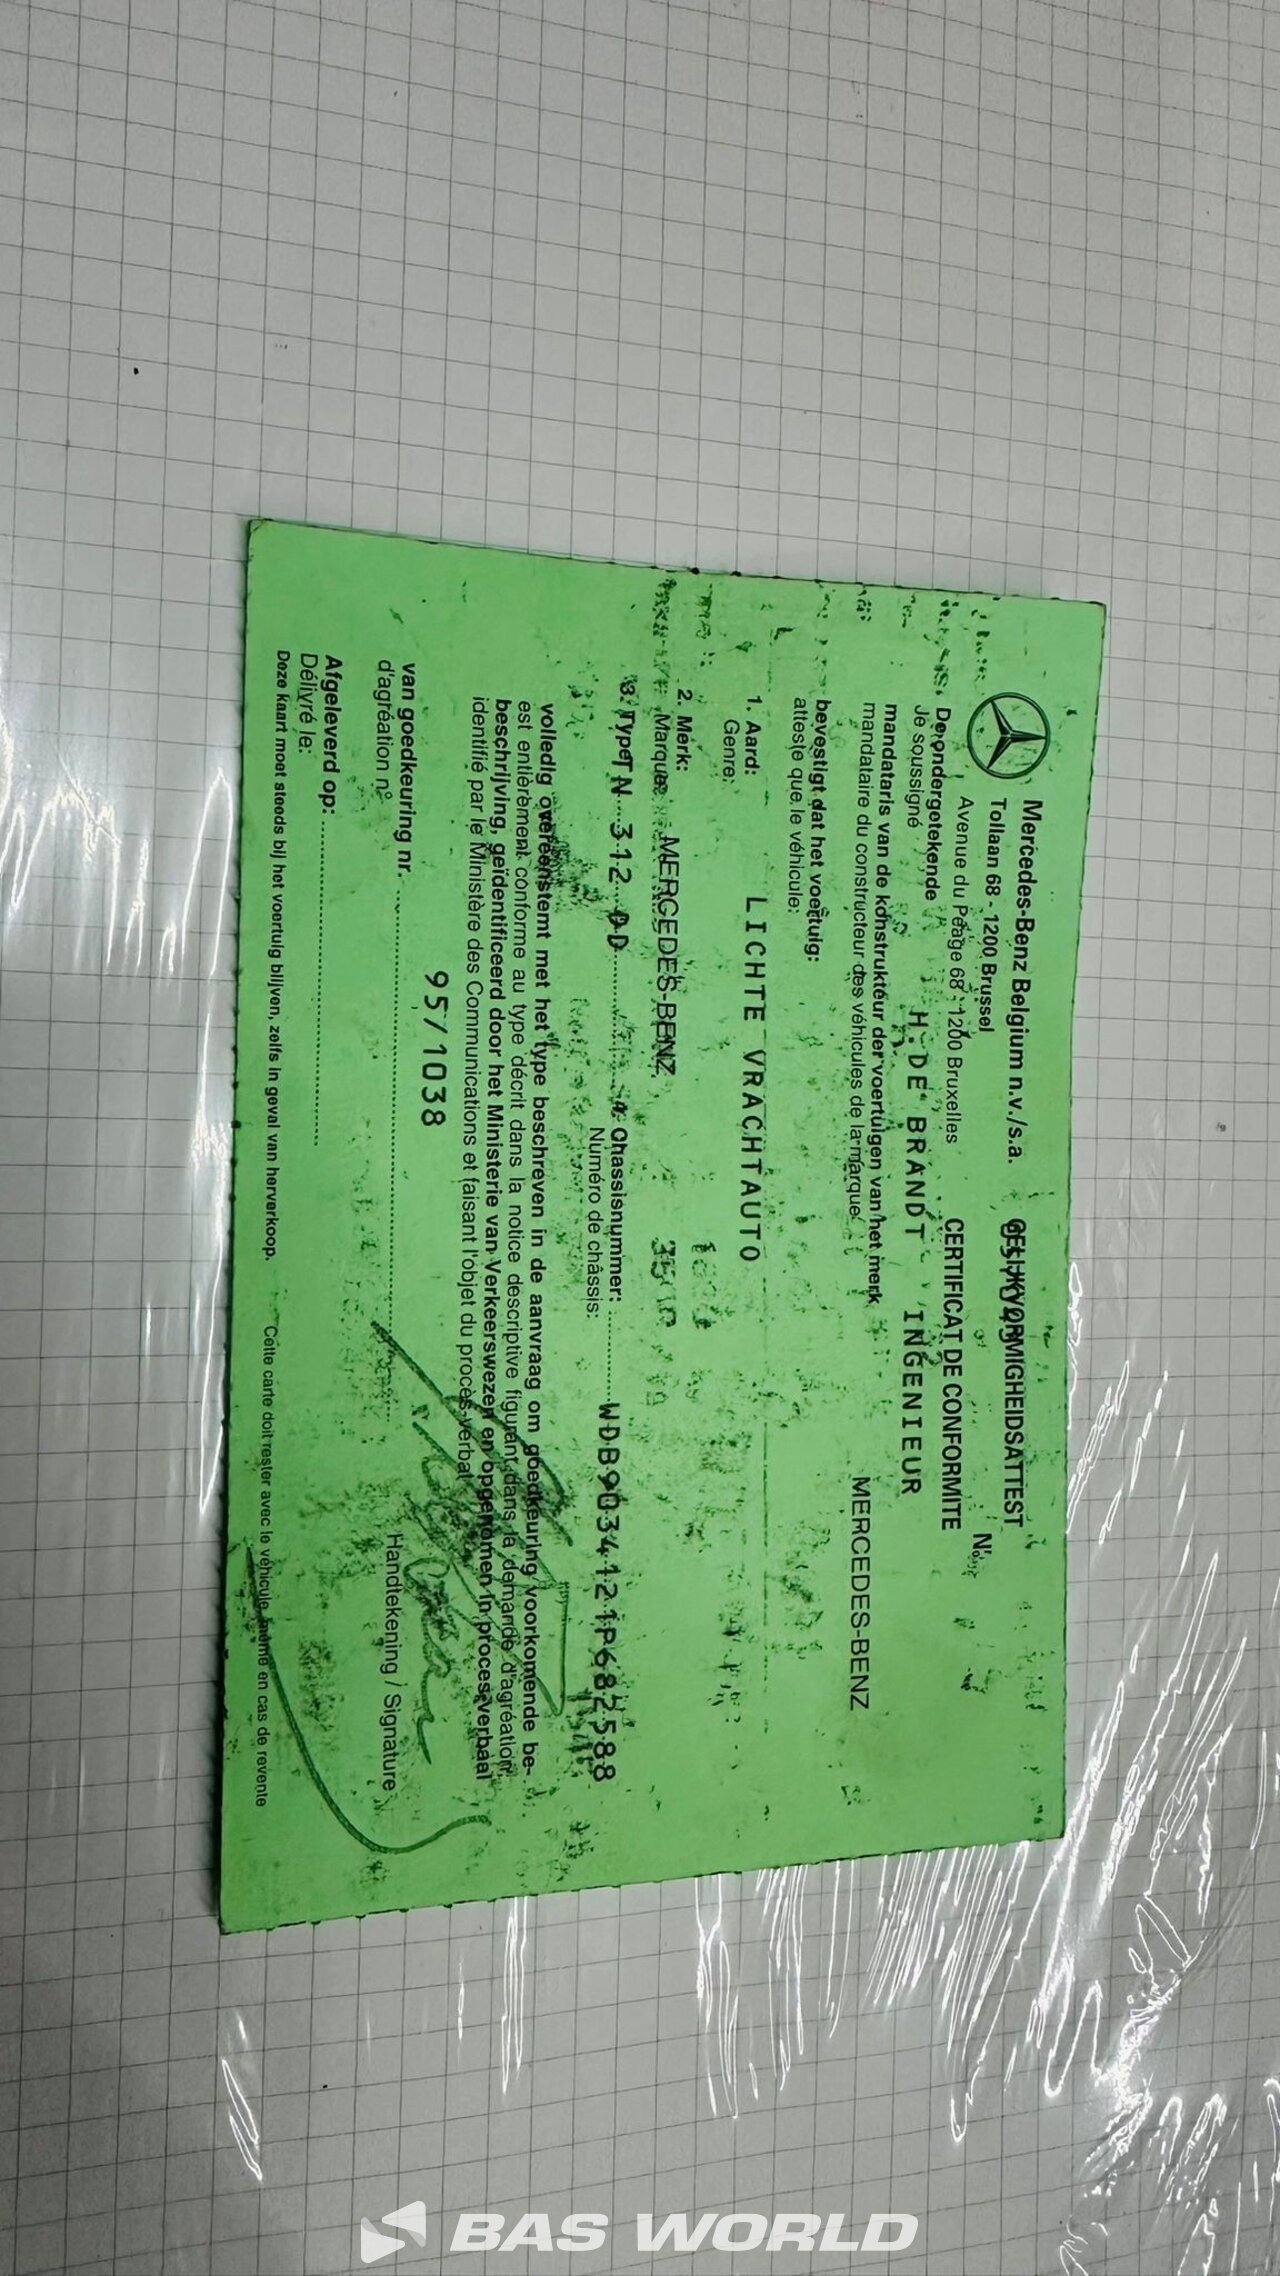 Mercedes-Benz Belgium n.v./s.a.
Tollaan 68 - 1200 Brussel
Avenue du Péage 68 - 1200 Bruxelles
GELIJKVORMIGHEIDSATTEST
CERTIFICAT DE CONFORMITE
De ondergetekende
Je soussigné
H. DE BRANDT INGENIEUR
mandataris van de konstrukteur der voertuigen van het merk
mandataire du constructeur des véhicules de la marque
MERCEDES-BENZ
bevestigt dat het voertuig:
atteste que le véhicule:
1. Aard:
Genre:
LICHTE VRACHTAUTO
2. Merk:
Marque:
MERCEDES-BENZ
3. Type
N 312
4. Chassisnummer:
Numéro de châssis:
WDB9034121P682588
volledig overeenstemt met het type beschreven in de aanvraag om goedkeuring voorkomende be-
est entièrement conforme au type décrit dans la notice descriptive figurant dans la demande d'agréation,
beschrijving, geïdentificeerd door het Ministerie van Verkeerswezen en opgenomen in proces-verbaal
identifié par le Ministère des Communications et faisant l'objet du procès-verbal
95/1038
van goedkeuring nr.
d'agréation n°
Handtekening / Signature
Afgeleverd op:
Délivré le:
Deze kaart moet steeds bij het voertuig blijven, zelfs in geval van herverkoop.
Cette carte doit rester avec le véhicule, même en cas de revente
BAS WORLD